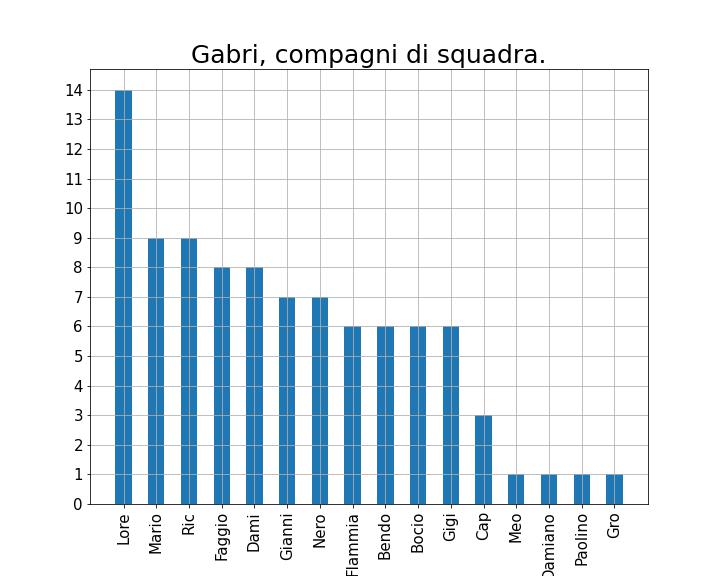 Gabri, compagni di squadra.
14
13
12
11
10
9
8
7
6
5
4
3
2
1
0
Lore
Mario
Ric
Faggio
Dami
Gianni
Nero
Flammia
Bendo
Bocio
Gigi
Cap
Meo
Damiano
Paolino
Gro